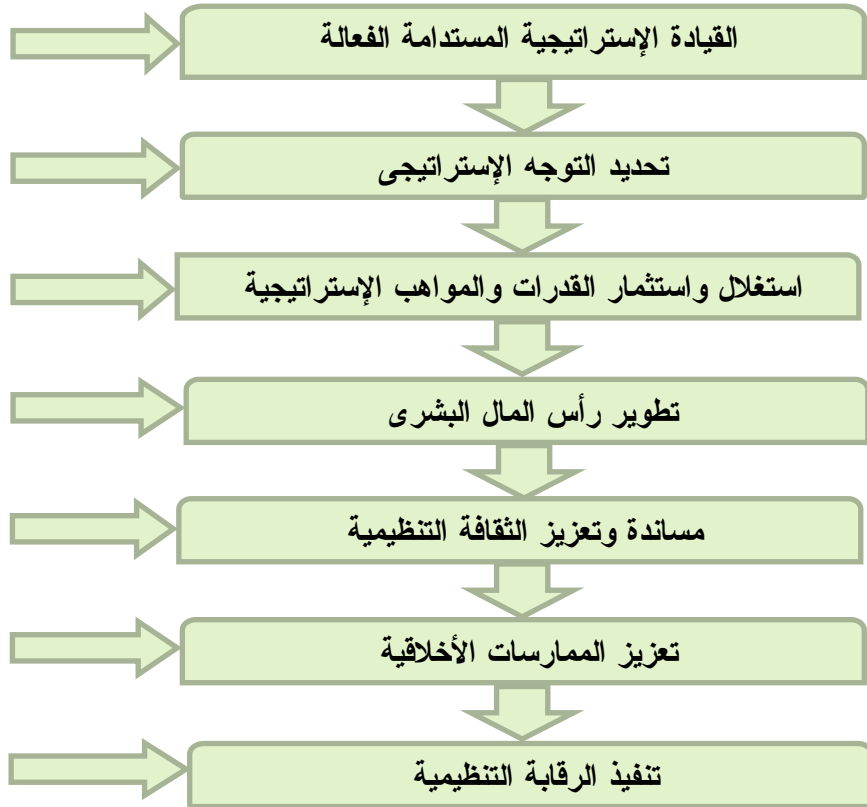 القيادة الإستراتيجية المستدامة الفعالة
تحديد التوجه الإستراتيجى
استغلال واستثمار القدرات والمواهب الإستراتيجية
تطوير رأس المال البشرى
مساندة وتعزيز الثقافة التنظيمية
تعزيز الممارسات الأخلاقية
تنفيذ الرقابة التنظيمية